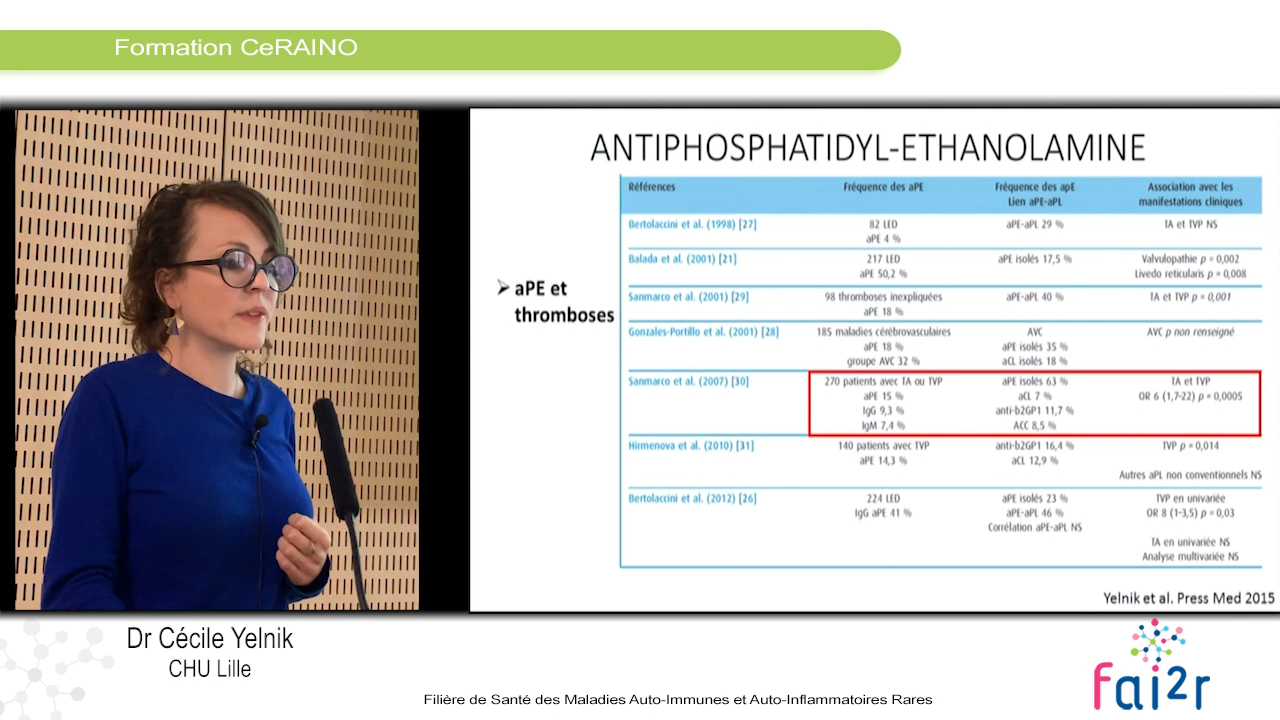 Formation CeRAINO
ANTIPHOSPHATIDYL-ETHANOLAMINE
➢ aPE et
thromboses
Références Fréquence des aPE Fréquence des apE Association avec les
Lien aPE-aPL manifestations cliniques
Bertolaccini et al. (1998) [27] 82 LED aPE-aPL 29 % TA et TVP NS
aPE 4 %
Balada et al. (2001) [21] 217 LED aPE isolés 17,5 % Valvulopathie p = 0,002
aPE 50,2 % Livedo reticularis p = 0,008
Sanmarco et al. (2001) [29] 98 thromboses inexpliquées aPE-aPL 40 % TA et TVP p = 0,001
aPE 18 %
Gonzales-Portillo et al. (2001) [28] 185 maladies cérébrovasculaires AVC AVC p non renseigné
aPE 18 % aPE isolés 35 %
groupe AVC 32 % aCL isolés 18 %
Sanmarco et al. (2007) [30] 270 patients avec TA ou TVP aPE isolés 63 % TA et TVP
aPE 15 % aCL 7 % OR 6 (1,7-22) p = 0,0005
IgG 9,3 % anti-b2GP1 11,7 %
IgM 7,4 % ACC 8,5 %
Hirmenova et al. (2010) [31] 140 patients avec TVP anti-b2GP1 16,4 % TVP p = 0,014
aPE 14,3 % aCL 12,9 %
Autres aPL non conventionnels NS
Bertolaccini et al. (2012) [26] 224 LED aPE isolés 23 % TVP en univariée
IgG aPE 41 % aPE-aPL 46 % OR 8 (1-3,5) p = 0,03
Corrélation aPE-aPL NS
TA en univariée NS
Analyse multivariée NS
Yelnik et al. Press Med 2015
Dr Cécile Yelnik
CHU Lille
Filière de Santé des Maladies Auto-Immunes et Auto-Inflammatoires Rares
fai2r